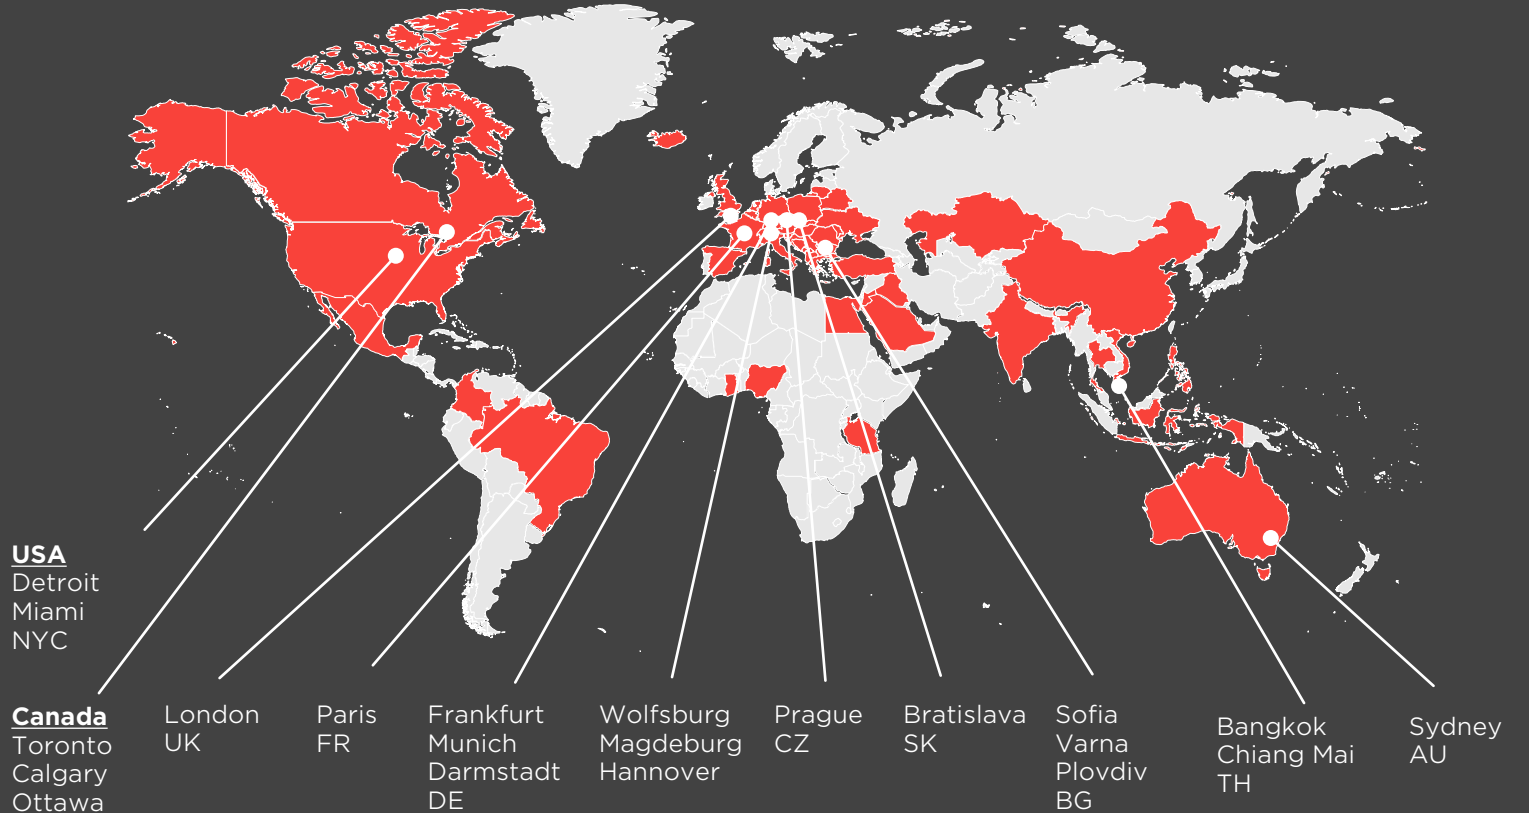 USA
Detroit
Miami
NYC
Canada
Toronto
Calgary
Ottawa
London
UK
Paris
FR
Frankfurt
Munich
Darmstadt
DE
Wolfsburg
Magdeburg
Hannover
Prague
CZ
Bratislava
SK
Sofia
Varna
Plovdiv
BG
Bangkok
Chiang Mai
TH
Sydney
AU